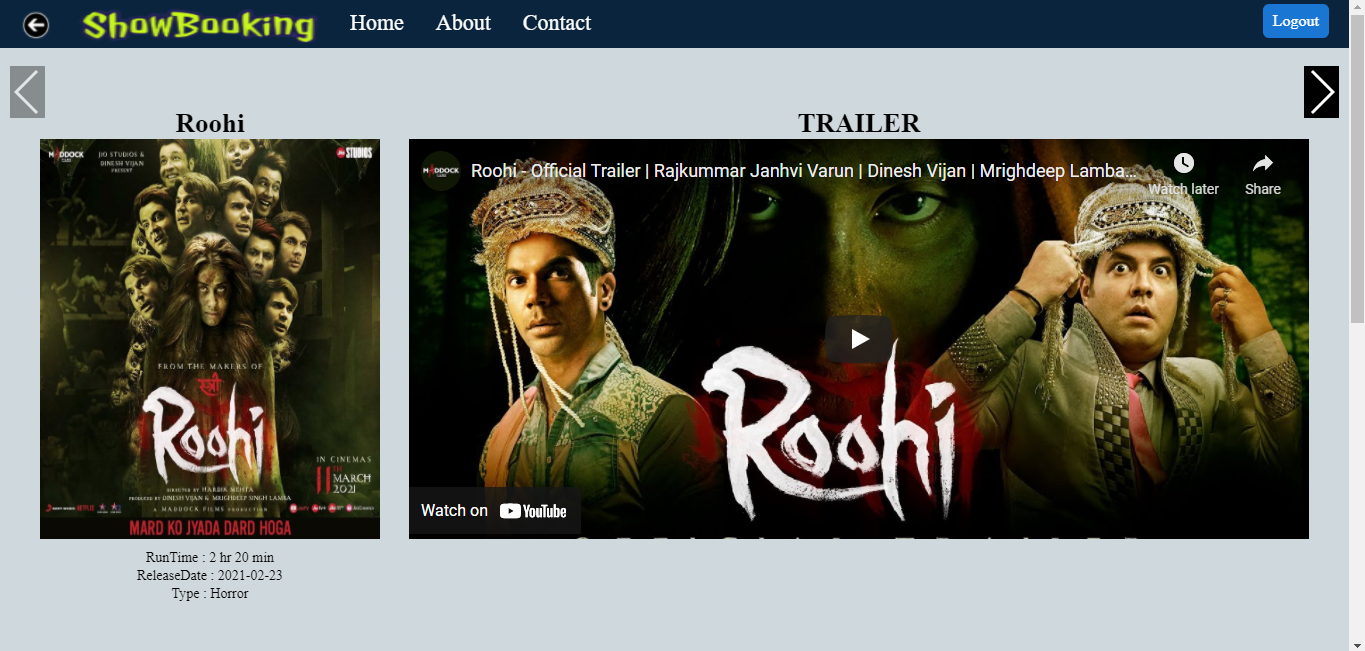 ShowBooking Home About Contact Logout
Roohi
MADDOCK
FILMS
JIO STUDIOS &
DINESH VIJAN
PRESENT
JIO STUDIOS
FROM THE MAKERS OF
स्त्री
Roohi
IN CINEMAS
11TH
MARCH
2021
DIRECTED BY HARDIK MEHTA
PRODUCED BY DINESH VIJAN & MRIGHDEEP SINGH LAMBA
A MADDOCK FILMS PRODUCTION
MARD KO JYADA DARD HOGA
RunTime : 2 hr 20 min
ReleaseDate : 2021-02-23
Type : Horror
TRAILER
MADDOCK
Roohi - Official Trailer | Rajkummar Janhvi Varun | Dinesh Vijan | Mrighdeep Lamba...
Watch later
Share
Roohi
Watch on YouTube